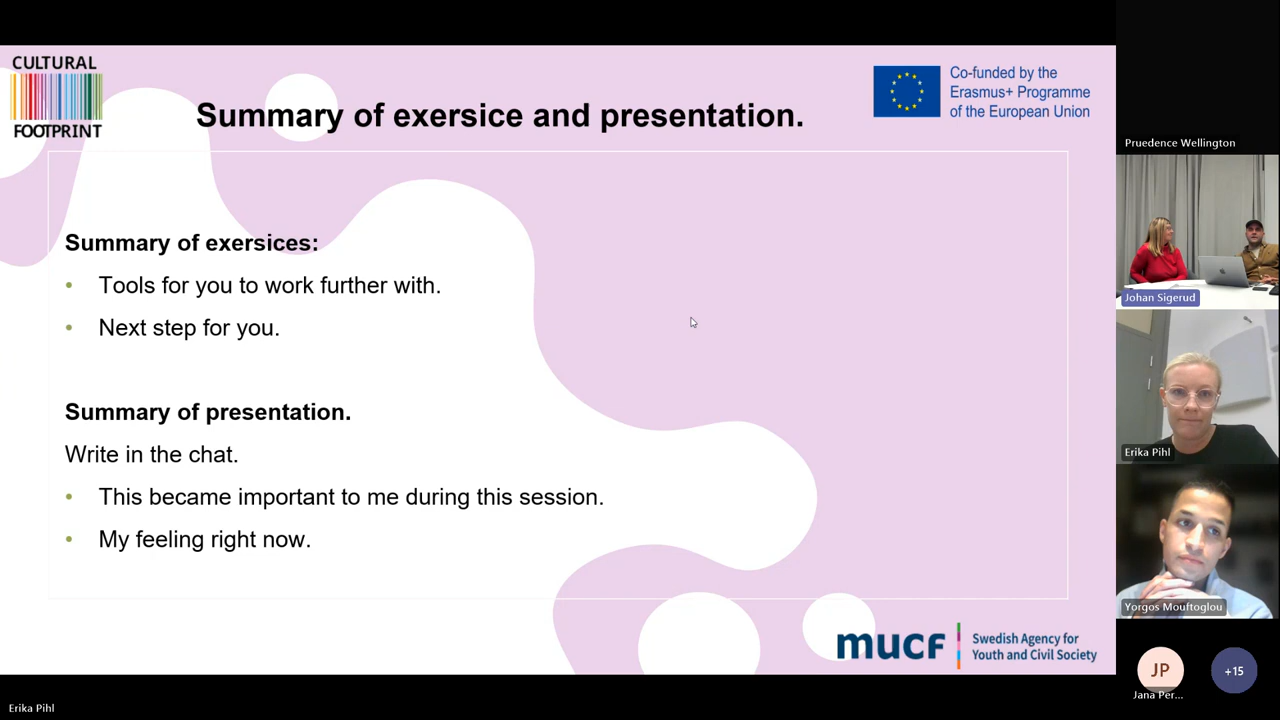 CULTURAL
FOOTPRINT
Co-funded by the
Erasmus+ Programme
of the European Union
Summary of exersice and presentation.
Summary of exersices:
• Tools for you to work further with.
• Next step for you.
Summary of presentation.
Write in the chat.
• This became important to me during this session.
• My feeling right now.
mucf
Swedish Agency for
Youth and Civil Society
Pruedence Wellington
Johan Sigerud
Erika Pihl
Yorgos Mouftoglou
JP
Jana Per...
+15
Erika Pihl